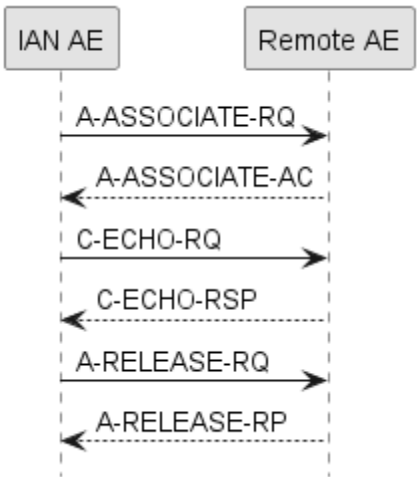 IAN AE
Remote AE
A-ASSOCIATE-RQ
A-ASSOCIATE-AC
C-ECHO-RQ
C-ECHO-RSP
A-RELEASE-RQ
A-RELEASE-RP